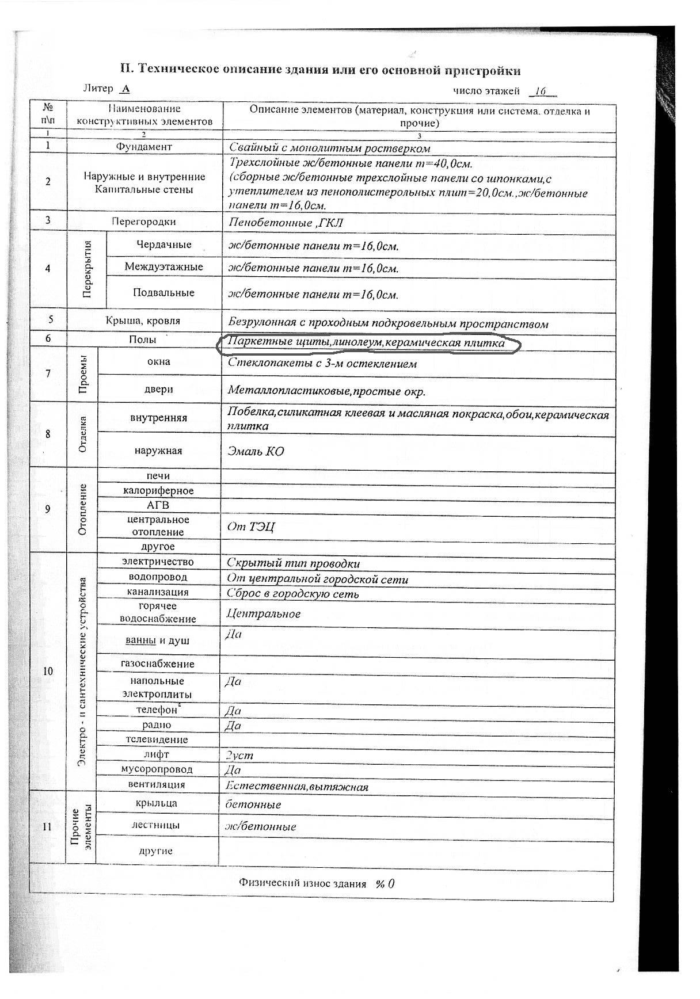 П. Техническое описание здания или его основной пристройки
Литер А
число этажей 16
№ п\п
Наименование конструктивных элементов
Описание элементов (материал, конструкция или система. отделка и прочие)
1 2 3
1 Фундамент Свайный с монолитным ростверком
2 Наружные и внутренние Капитальные стены
Трехслойные ж/бетонные панели т=40,0см.
(сборные ж/бетонные трехслойные панели со шпонками,с
утеплителем из пенополистерольных плит=20,0см.,ж/бетонные
панели т=16,0см.
3 Перегородки Пенобетонные ,ГКЛ
4 Перекрытия
Чердачные ж/бетонные панели т=16,0см.
Междуэтажные ж/бетонные панели т=16,0см.
Подвальные ж/бетонные панели т=16,0см.
5 Крыша, кровля Безрулонная с проходным подкровельным пространством
6 Полы Паркетные щиты,линолеум,керамическая плитка
7 Проемы
окна Стеклопакеты с 3-м остеклением
двери Металлопластиковые,простые окр.
8 Отделка
внутренняя Побелка,силикатная клеевая и масляная покраска,обои,керамическая
плитка
наружная Эмаль КО
9 Отопление
печи
калориферное
АГВ
центральное отопление От ТЭЦ
другое
10 Электро - и сантехнические устройства
электричество Скрытый тип проводки
водопровод От центральной городской сети
канализация Сброс в городскую сеть
горячее водоснабжение Центральное
ванны и душ Да
газоснабжение
напольные электроплиты Да
телефон Да
радио Да
телевидение
лифт 2уст
мусоропровод Да
вентиляция Естественная,вытяжная
11 Прочие элементы
крыльца бетонные
лестницы ж/бетонные
другие
Физический износ здания % 0